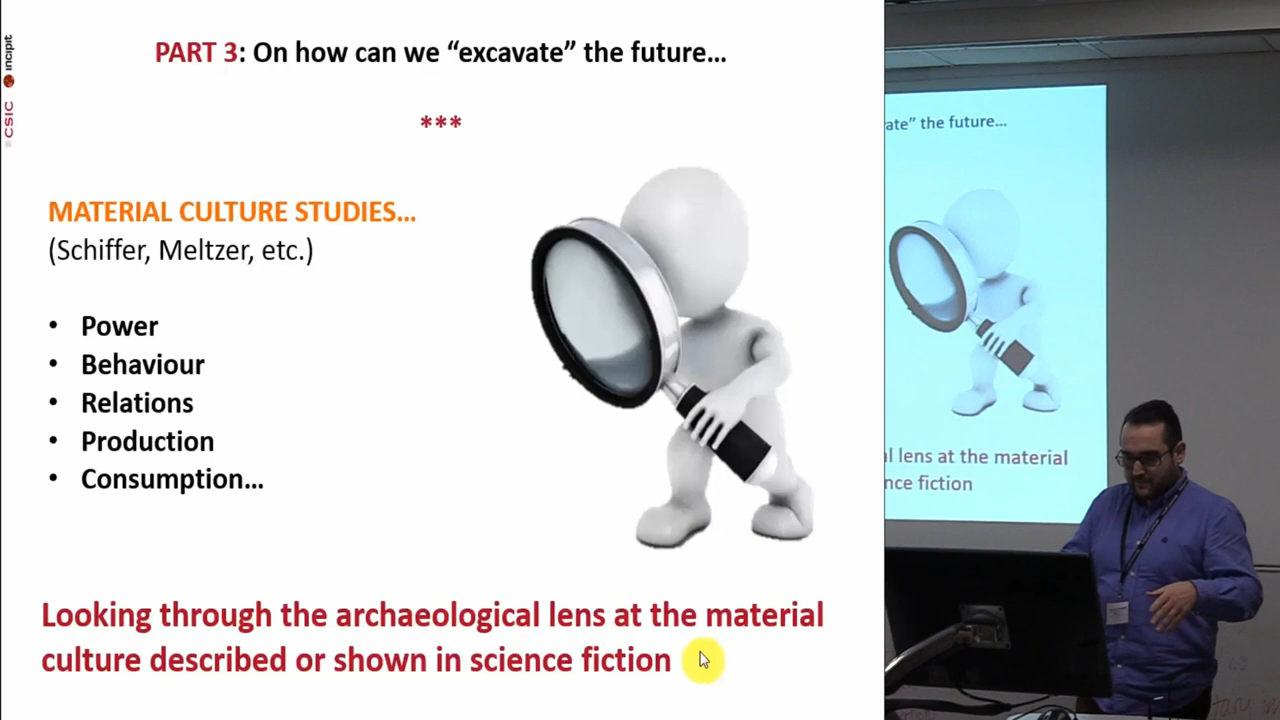 incipit
CSIC
PART 3: On how can we “excavate” the future…
***
MATERIAL CULTURE STUDIES…
(Schiffer, Meltzer, etc.)
• Power
• Behaviour
• Relations
• Production
• Consumption…
Looking through the archaeological lens at the material
culture described or shown in science fiction
ate” the future…
l lens at the material
nce fiction